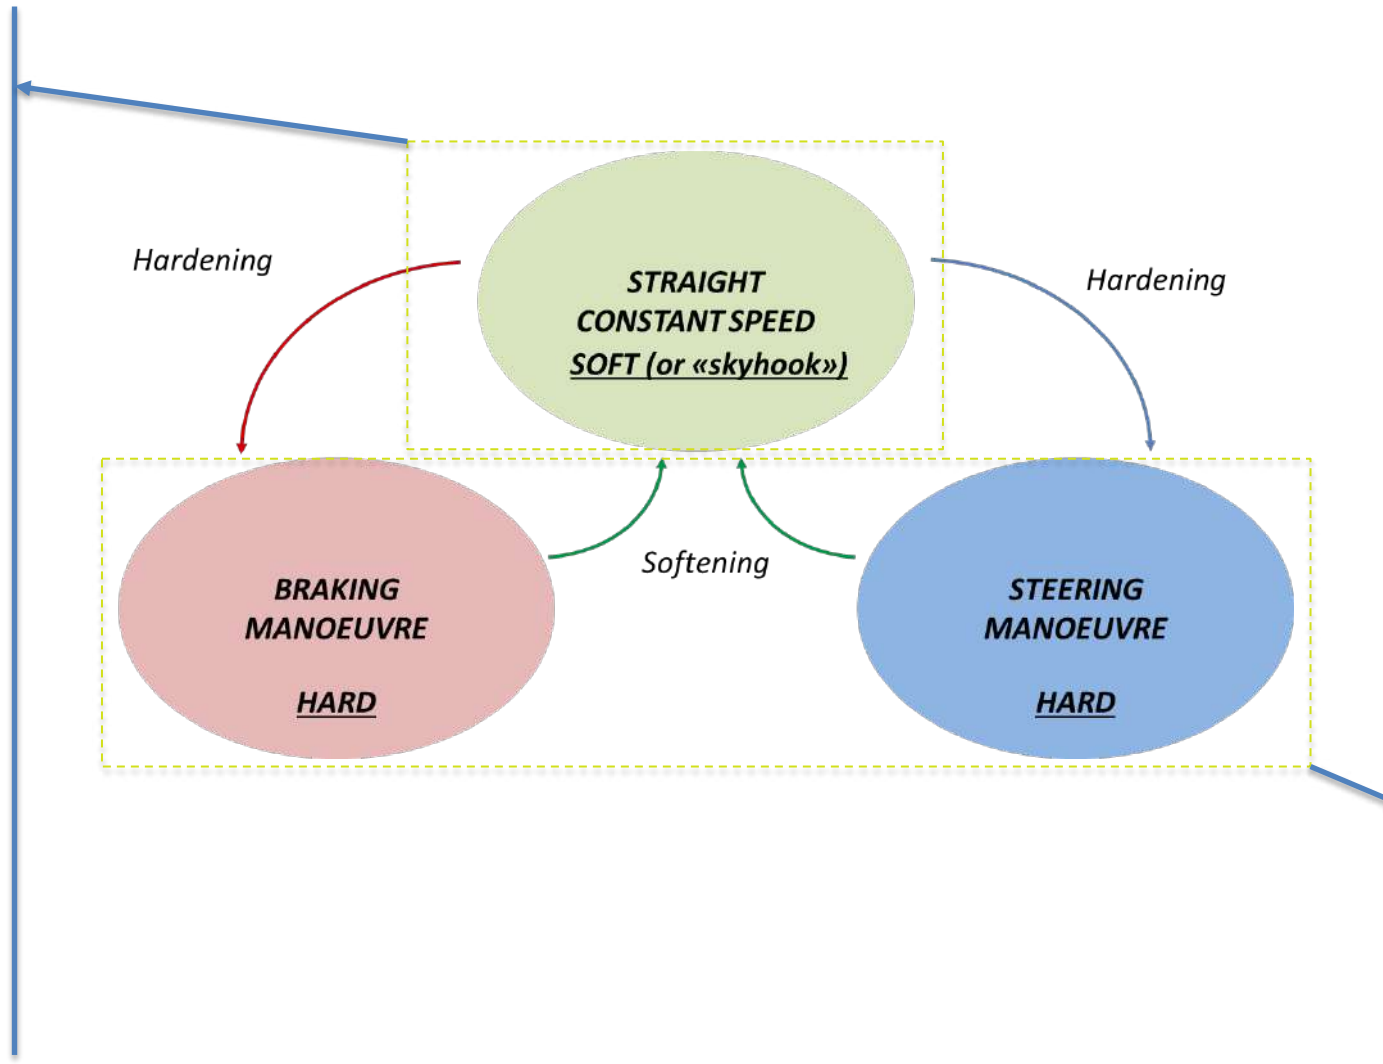 Hardening
STRAIGHT
CONSTANT SPEED
SOFT (or «skyhook»)
Hardening
Softening
BRAKING
MANOEUVRE
HARD
STEERING
MANOEUVRE
HARD